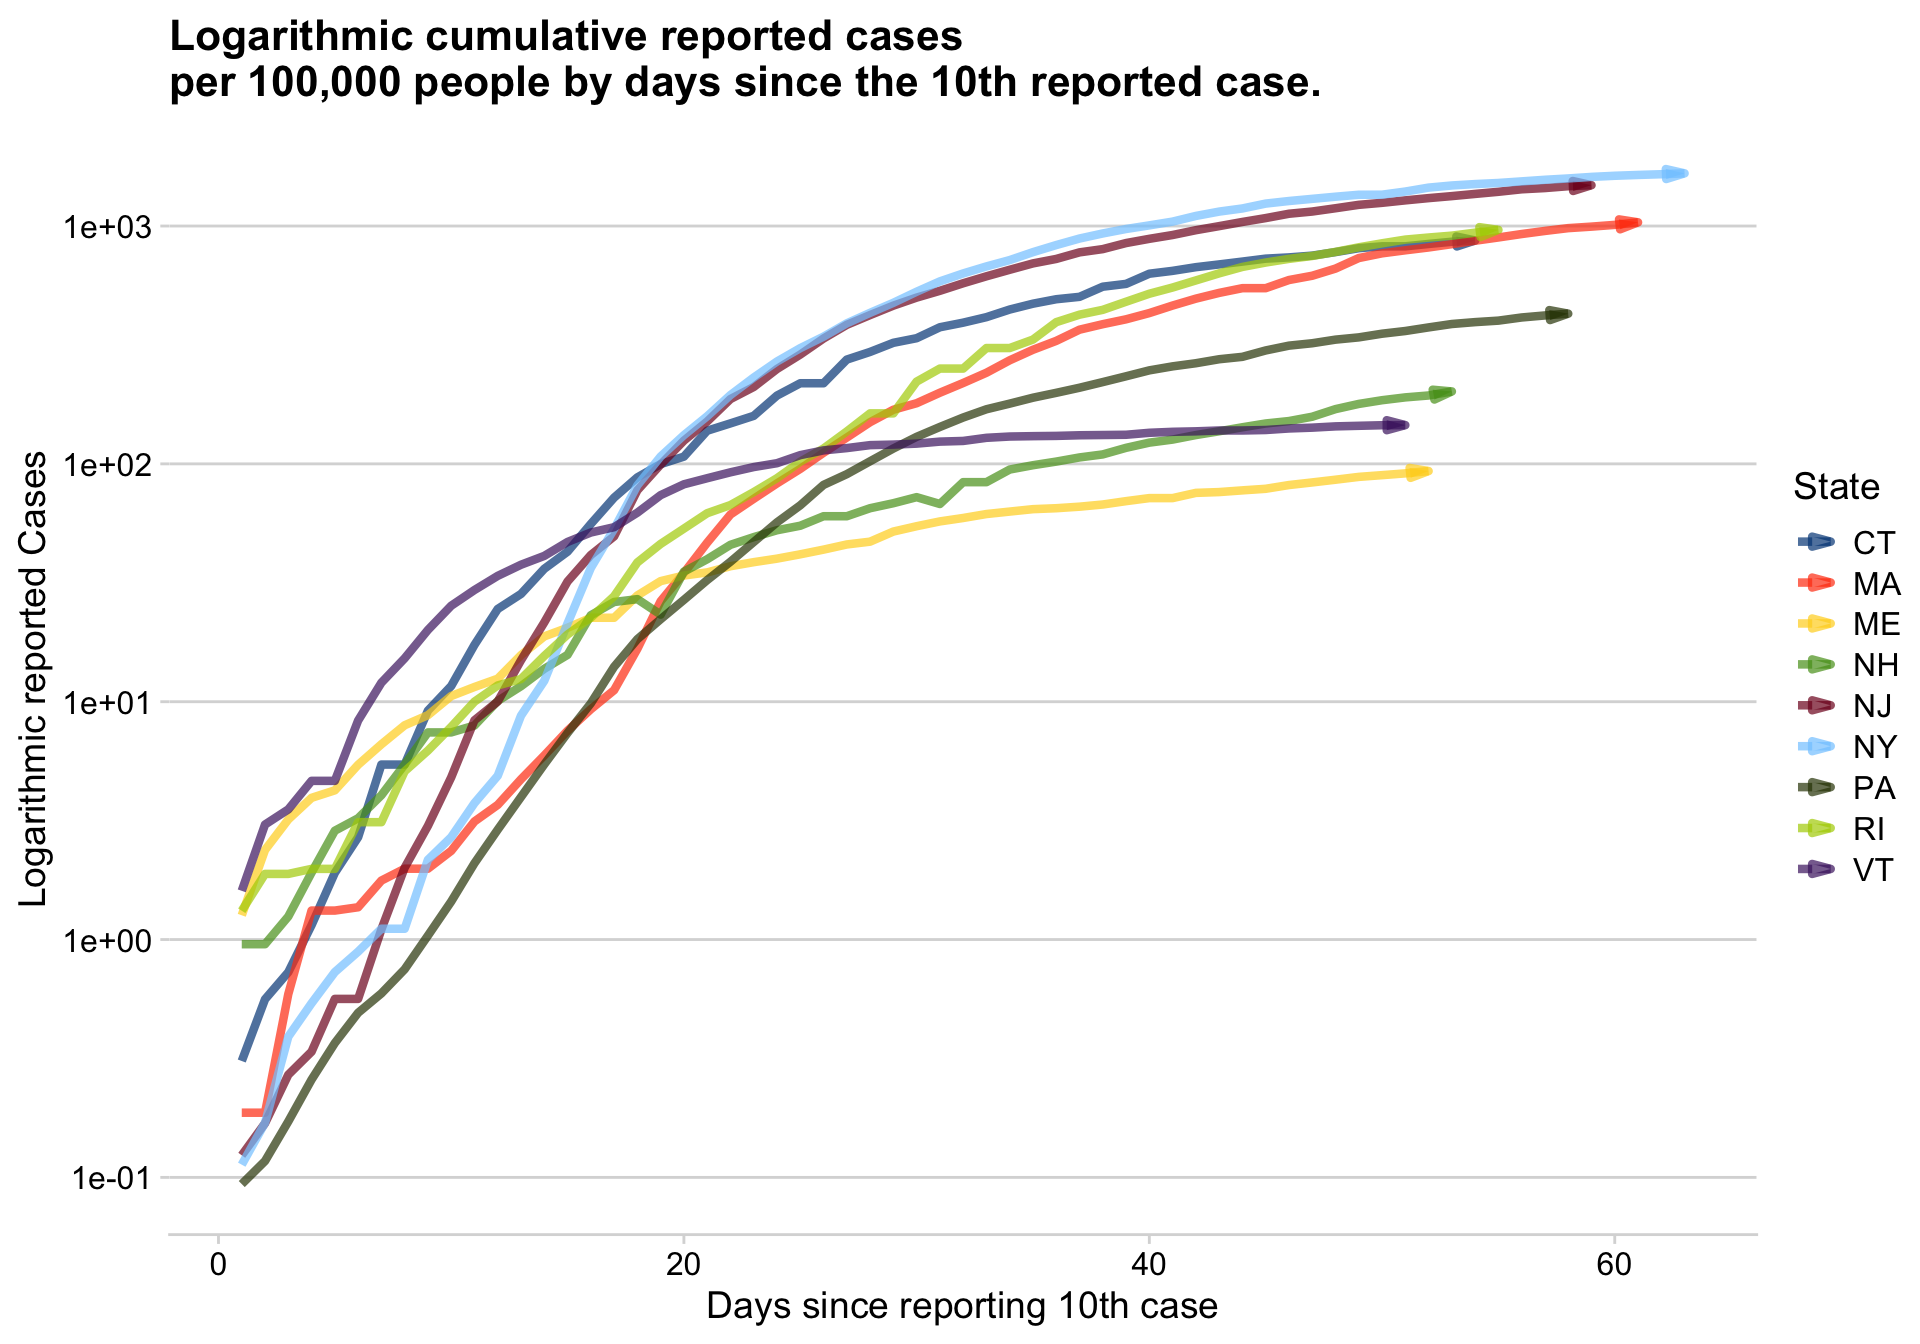 Logarithmic cumulative reported cases
per 100,000 people by days since the 10th reported case.
Logarithmic reported Cases
1e+03
1e+02
1e+01
1e+00
1e-01
0 20 40 60
Days since reporting 10th case
State
CT
MA
ME
NH
NJ
NY
PA
RI
VT